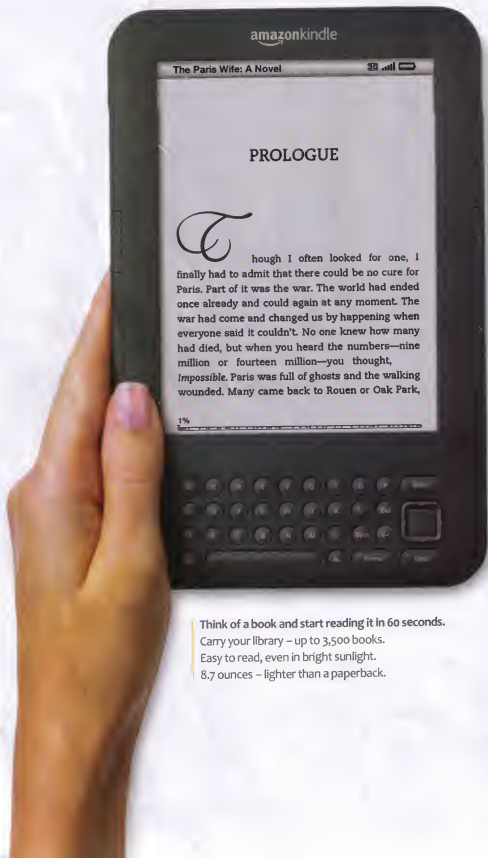 amazonkindle
The Paris Wife: A Novel 3G
PROLOGUE
Though I often looked for one, I
finally had to admit that there could be no cure for
Paris. Part of it was the war. The world had ended
once already and could again at any moment. The
war had come and changed us by happening when
everyone said it couldn't. No one knew how many
had died, but when you heard the numbers—nine
million or fourteen million—you thought,
Impossible. Paris was full of ghosts and the walking
wounded. Many came back to Rouen or Oak Park,
1%
Think of a book and start reading it in 60 seconds.
Carry your library – up to 3,500 books.
Easy to read, even in bright sunlight.
8.7 ounces – lighter than a paperback.